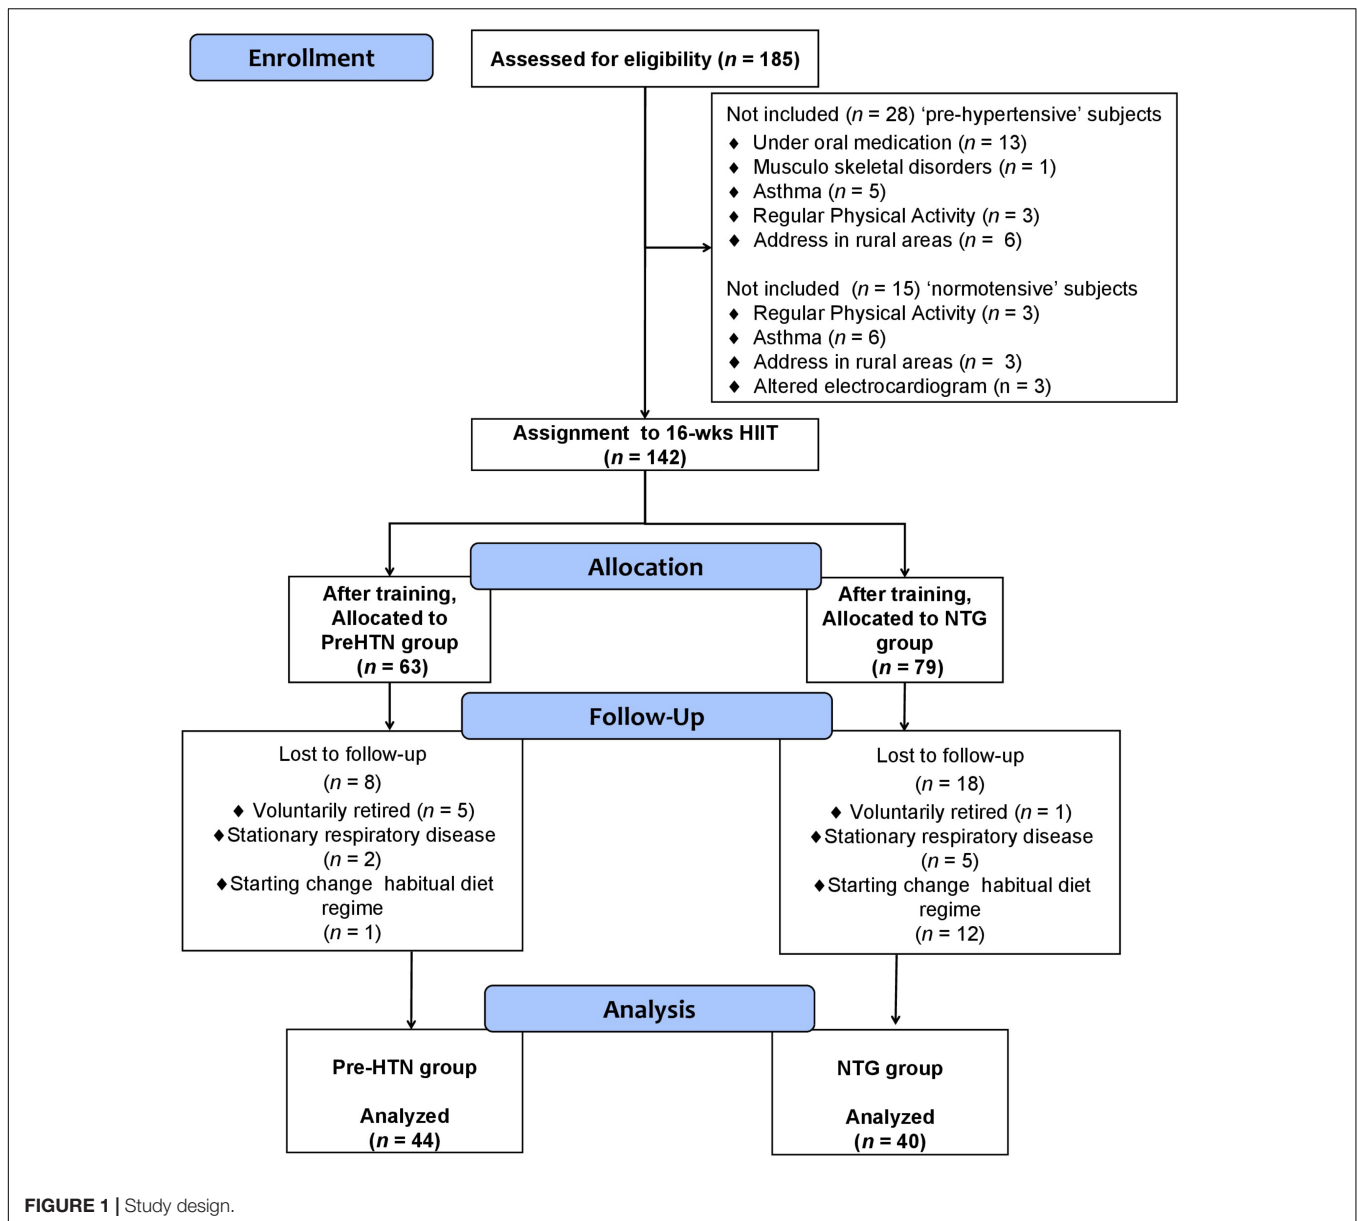 Enrollment
Assessed for eligibility (n = 185)
Not included (n = 28) ‘pre-hypertensive’ subjects
♦ Under oral medication (n = 13)
♦ Musculo skeletal disorders (n = 1)
♦ Asthma (n = 5)
♦ Regular Physical Activity (n = 3)
♦ Address in rural areas (n = 6)
Not included (n = 15) ‘normotensive’ subjects
♦ Regular Physical Activity (n = 3)
♦ Asthma (n = 6)
♦ Address in rural areas (n = 3)
♦ Altered electrocardiogram (n = 3)
Assignment to 16-wks HIIT
(n = 142)
Allocation
After training,
Allocated to
PreHTN group
(n = 63)
After training,
Allocated to NTG
group
(n = 79)
Follow-Up
Lost to follow-up
(n = 8)
♦ Voluntarily retired (n = 5)
♦Stationary respiratory disease
(n = 2)
♦Starting change habitual diet
regime
(n = 1)
Lost to follow-up
(n = 18)
♦ Voluntarily retired (n = 1)
♦Stationary respiratory disease
(n = 5)
♦Starting change habitual diet
regime
(n = 12)
Analysis
Pre-HTN group
Analyzed
(n = 44)
NTG group
Analyzed
(n = 40)
FIGURE 1 | Study design.